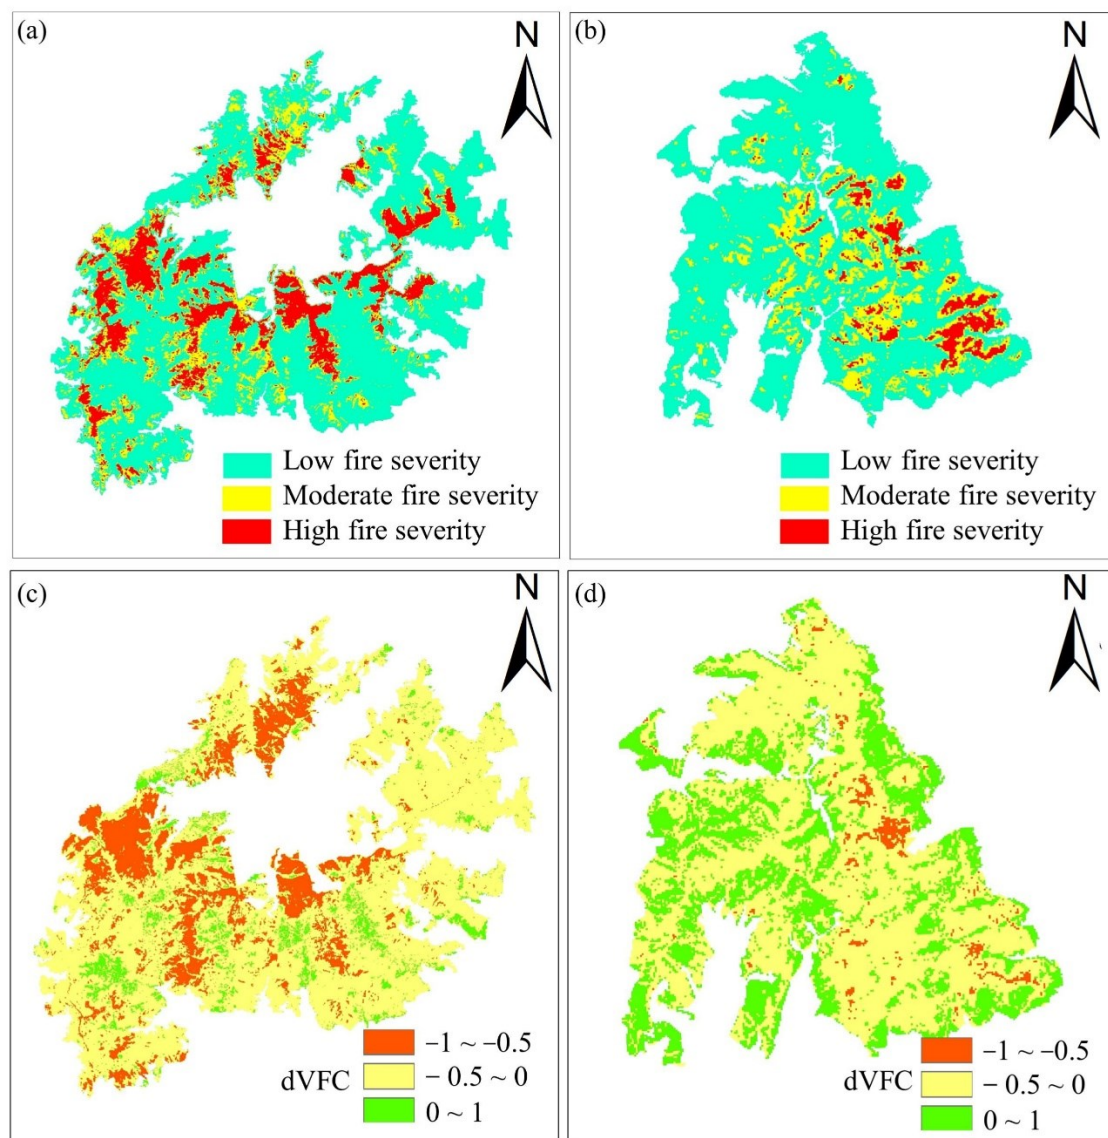 (a)
N
Low fire severity
Moderate fire severity
High fire severity
(b)
N
Low fire severity
Moderate fire severity
High fire severity
(c)
N
dVFC
−1 ~ −0.5
− 0.5 ~ 0
0 ~ 1
(d)
N
dVFC
−1 ~ −0.5
− 0.5 ~ 0
0 ~ 1